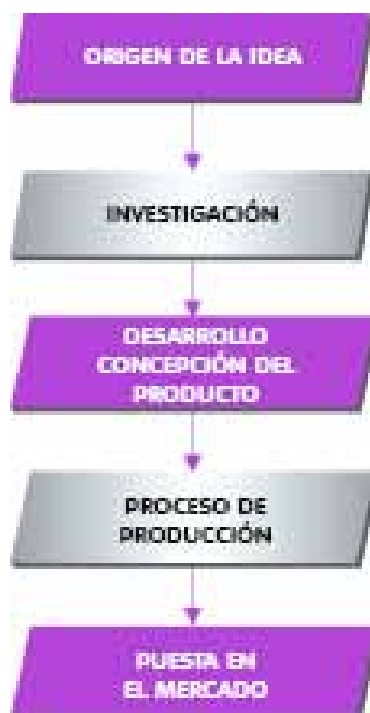 ORIGEN DE LA IDEA
INVESTIGACIÓN
DESARROLLO
CONCEPCIÓN DEL
PRODUCTO
PROCESO DE
PRODUCCIÓN
PUESTA EN
EL MERCADO